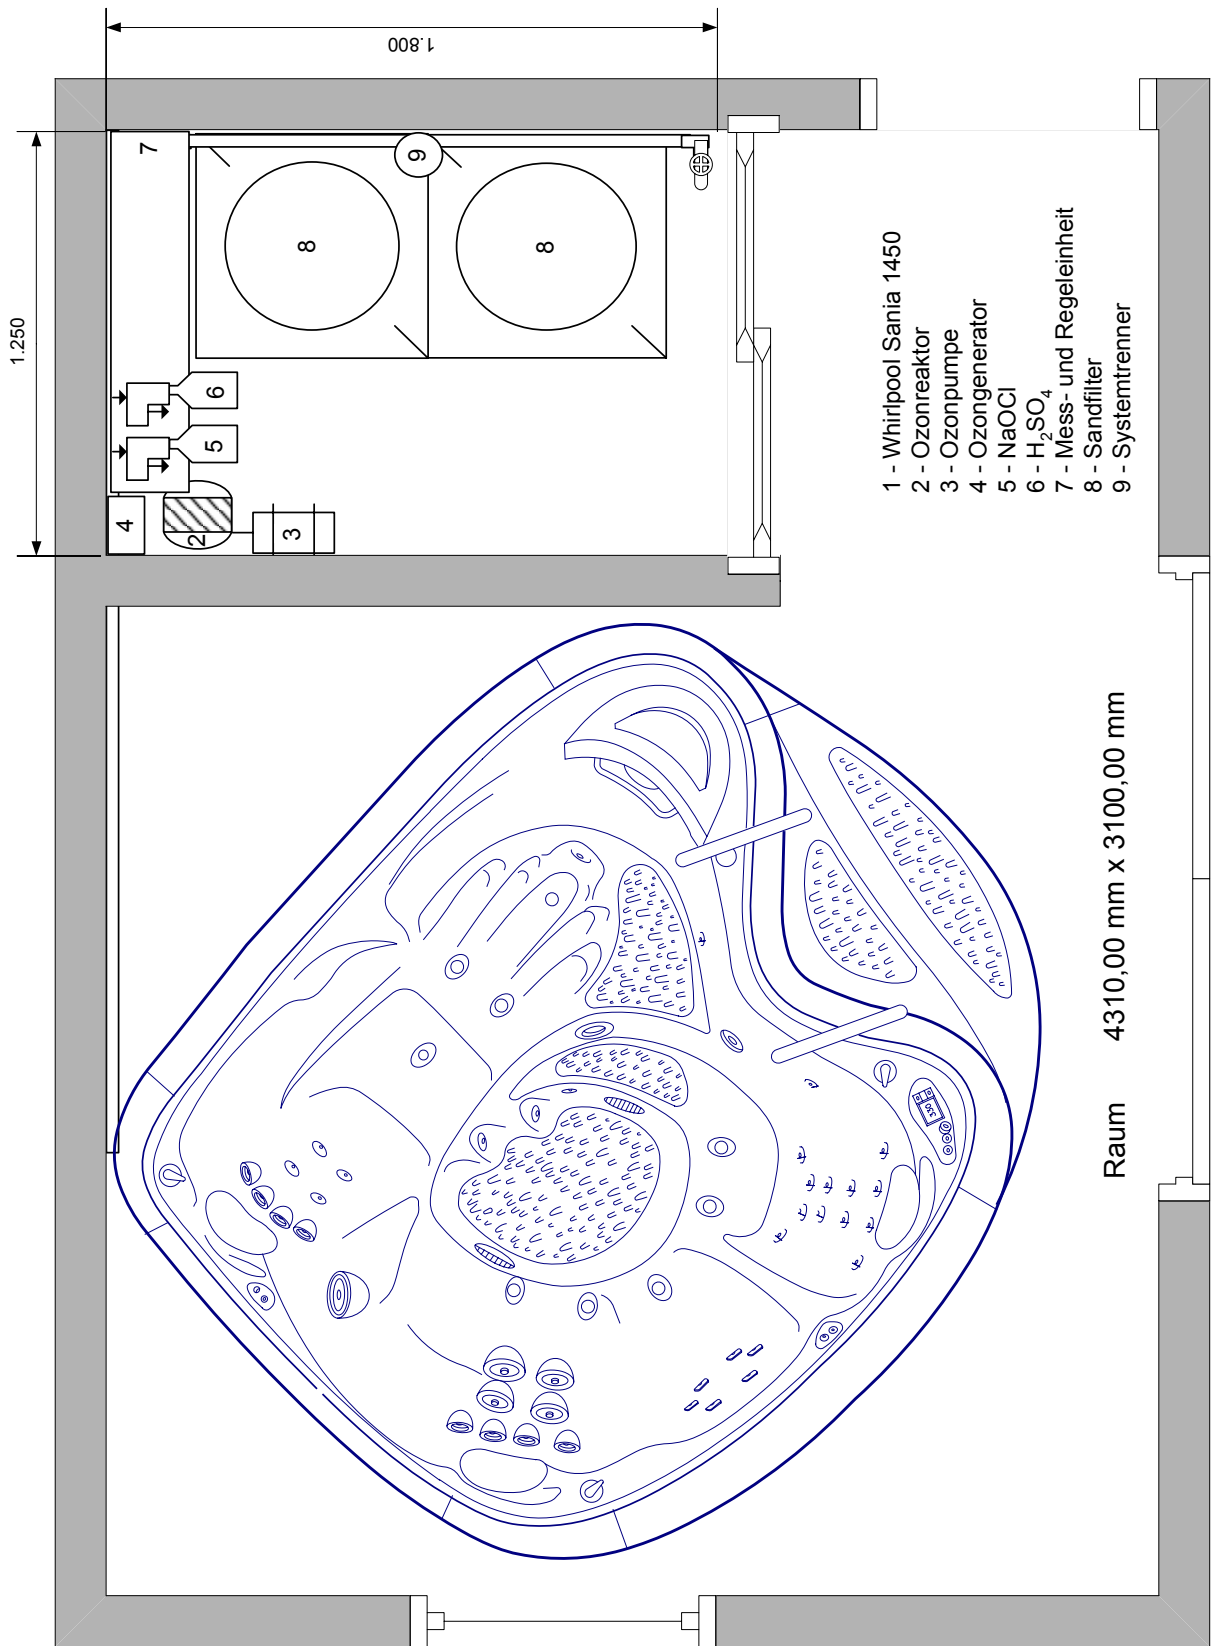 1.800
1.250
7
9
8
8
6
5
4
2
3
1 - Whirlpool Sania 1450
2 - Ozonreaktor
3 - Ozonpumpe
4 - Ozongenerator
5 - NaOCl
6 - H₂SO₄
7 - Mess- und Regeleinheit
8 - Sandfilter
9 - Systemtrenner
Raum 4310,00 mm x 3100,00 mm